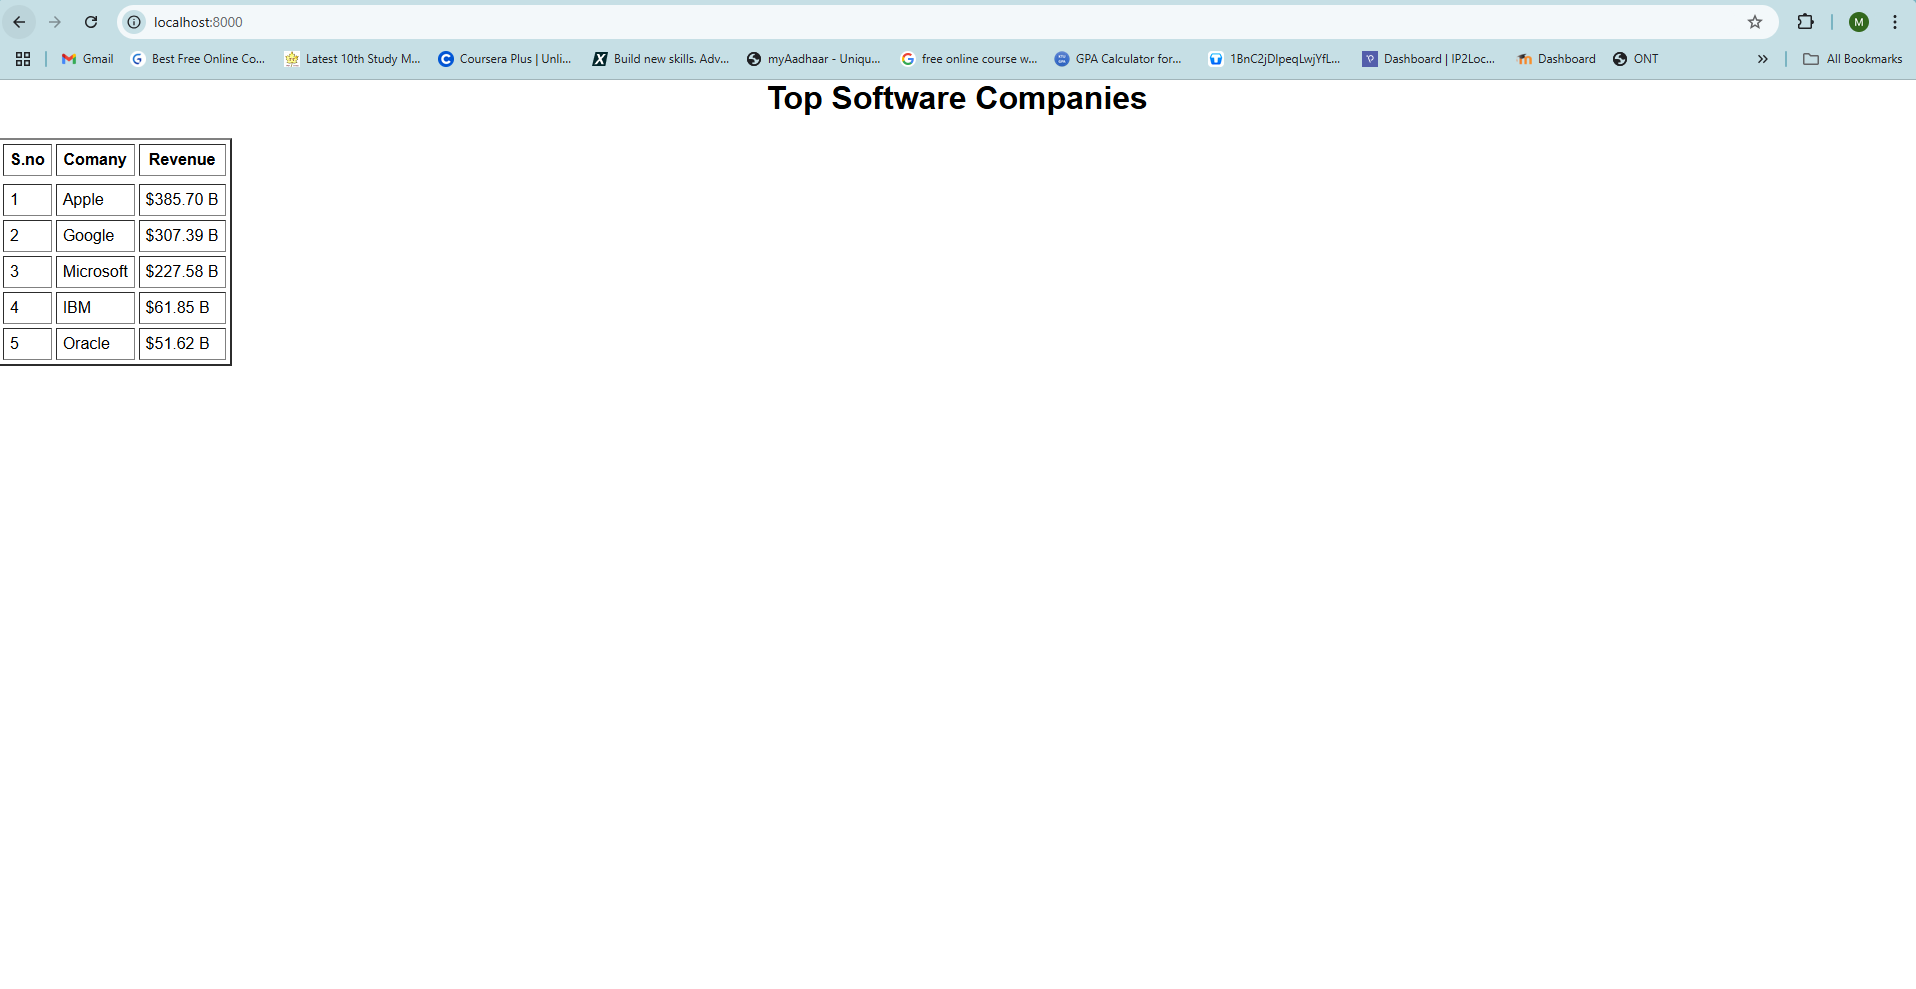 localhost:8000
Gmail Best Free Online Co... Latest 10th Study M... Coursera Plus | Unli... Build new skills. Adv... myAadhaar - Uniqu... free online course w... GPA Calculator for... 1BnC2jDIpeqLwjYfL... Dashboard | IP2Loc... Dashboard ONT » All Bookmarks
M
Top Software Companies
S.no Comany Revenue
1 Apple $385.70 B
2 Google $307.39 B
3 Microsoft $227.58 B
4 IBM $61.85 B
5 Oracle $51.62 B